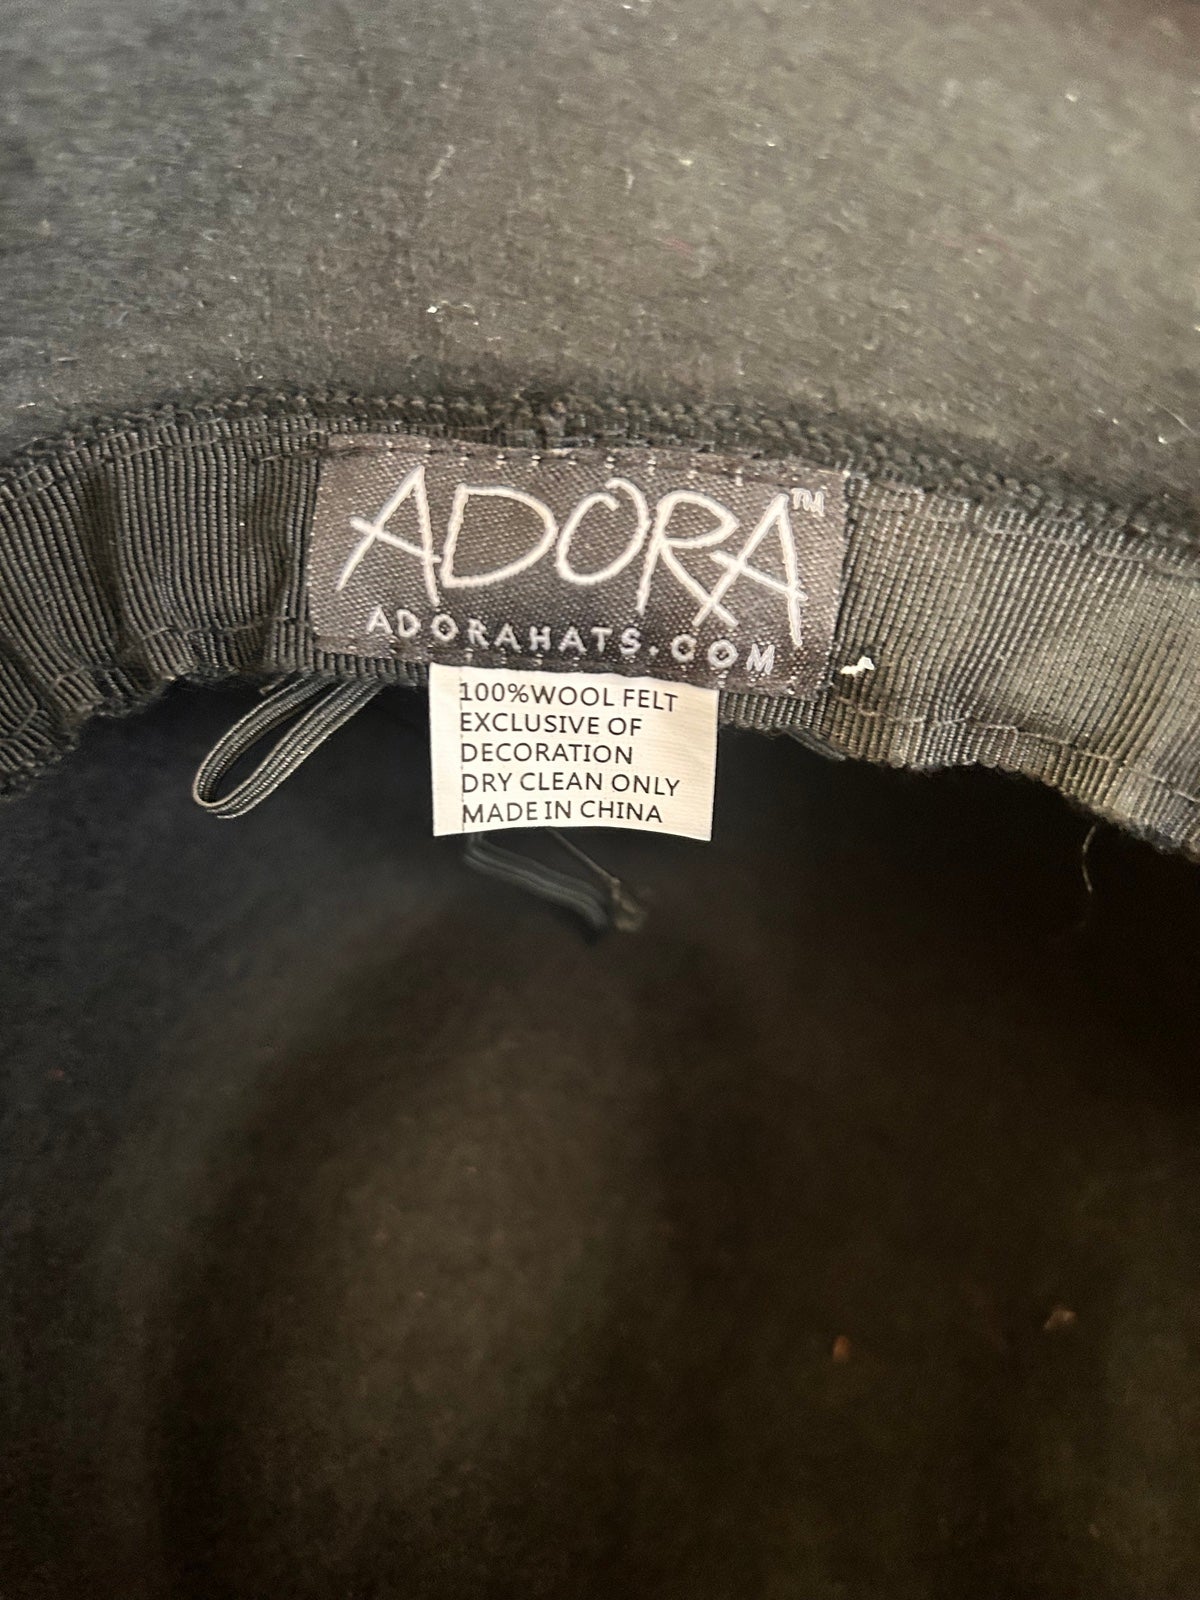 ADORA™
ADORAHATS.COM
100%WOOL FELT
EXCLUSIVE OF
DECORATION
DRY CLEAN ONLY
MADE IN CHINA